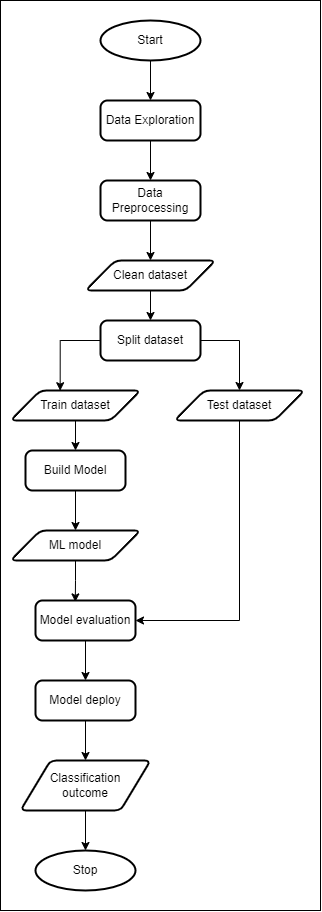 Start
Data Exploration
Data
Preprocessing
Clean dataset
Split dataset
Train dataset
Test dataset
Build Model
ML model
Model evaluation
Model deploy
Classification
outcome
Stop